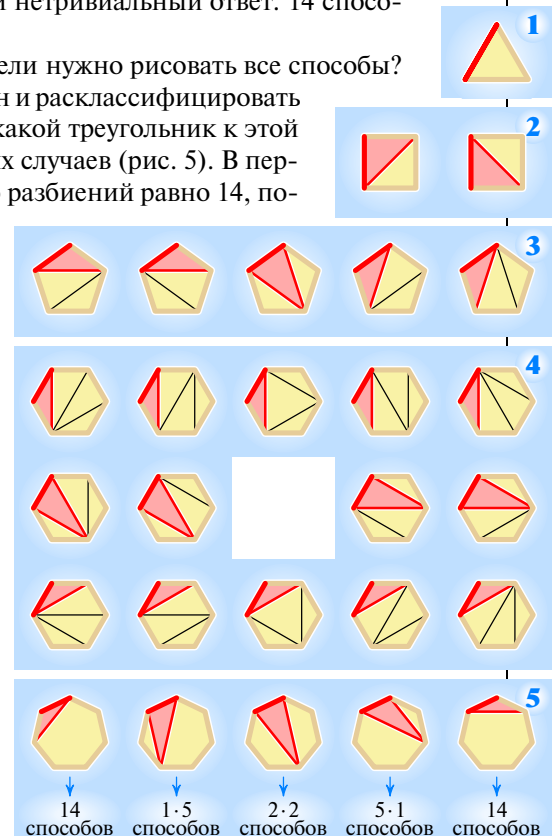 и нетривиальный ответ: 14 спосо-
1
ели нужно рисовать все способы?
н и расклассифицировать
какой треугольник к этой
2
х случаев (рис. 5). В пер-
разбиений равно 14, по-
3
4
5
14 1·5 2·2 5·1 14
способов способов способов способов способов